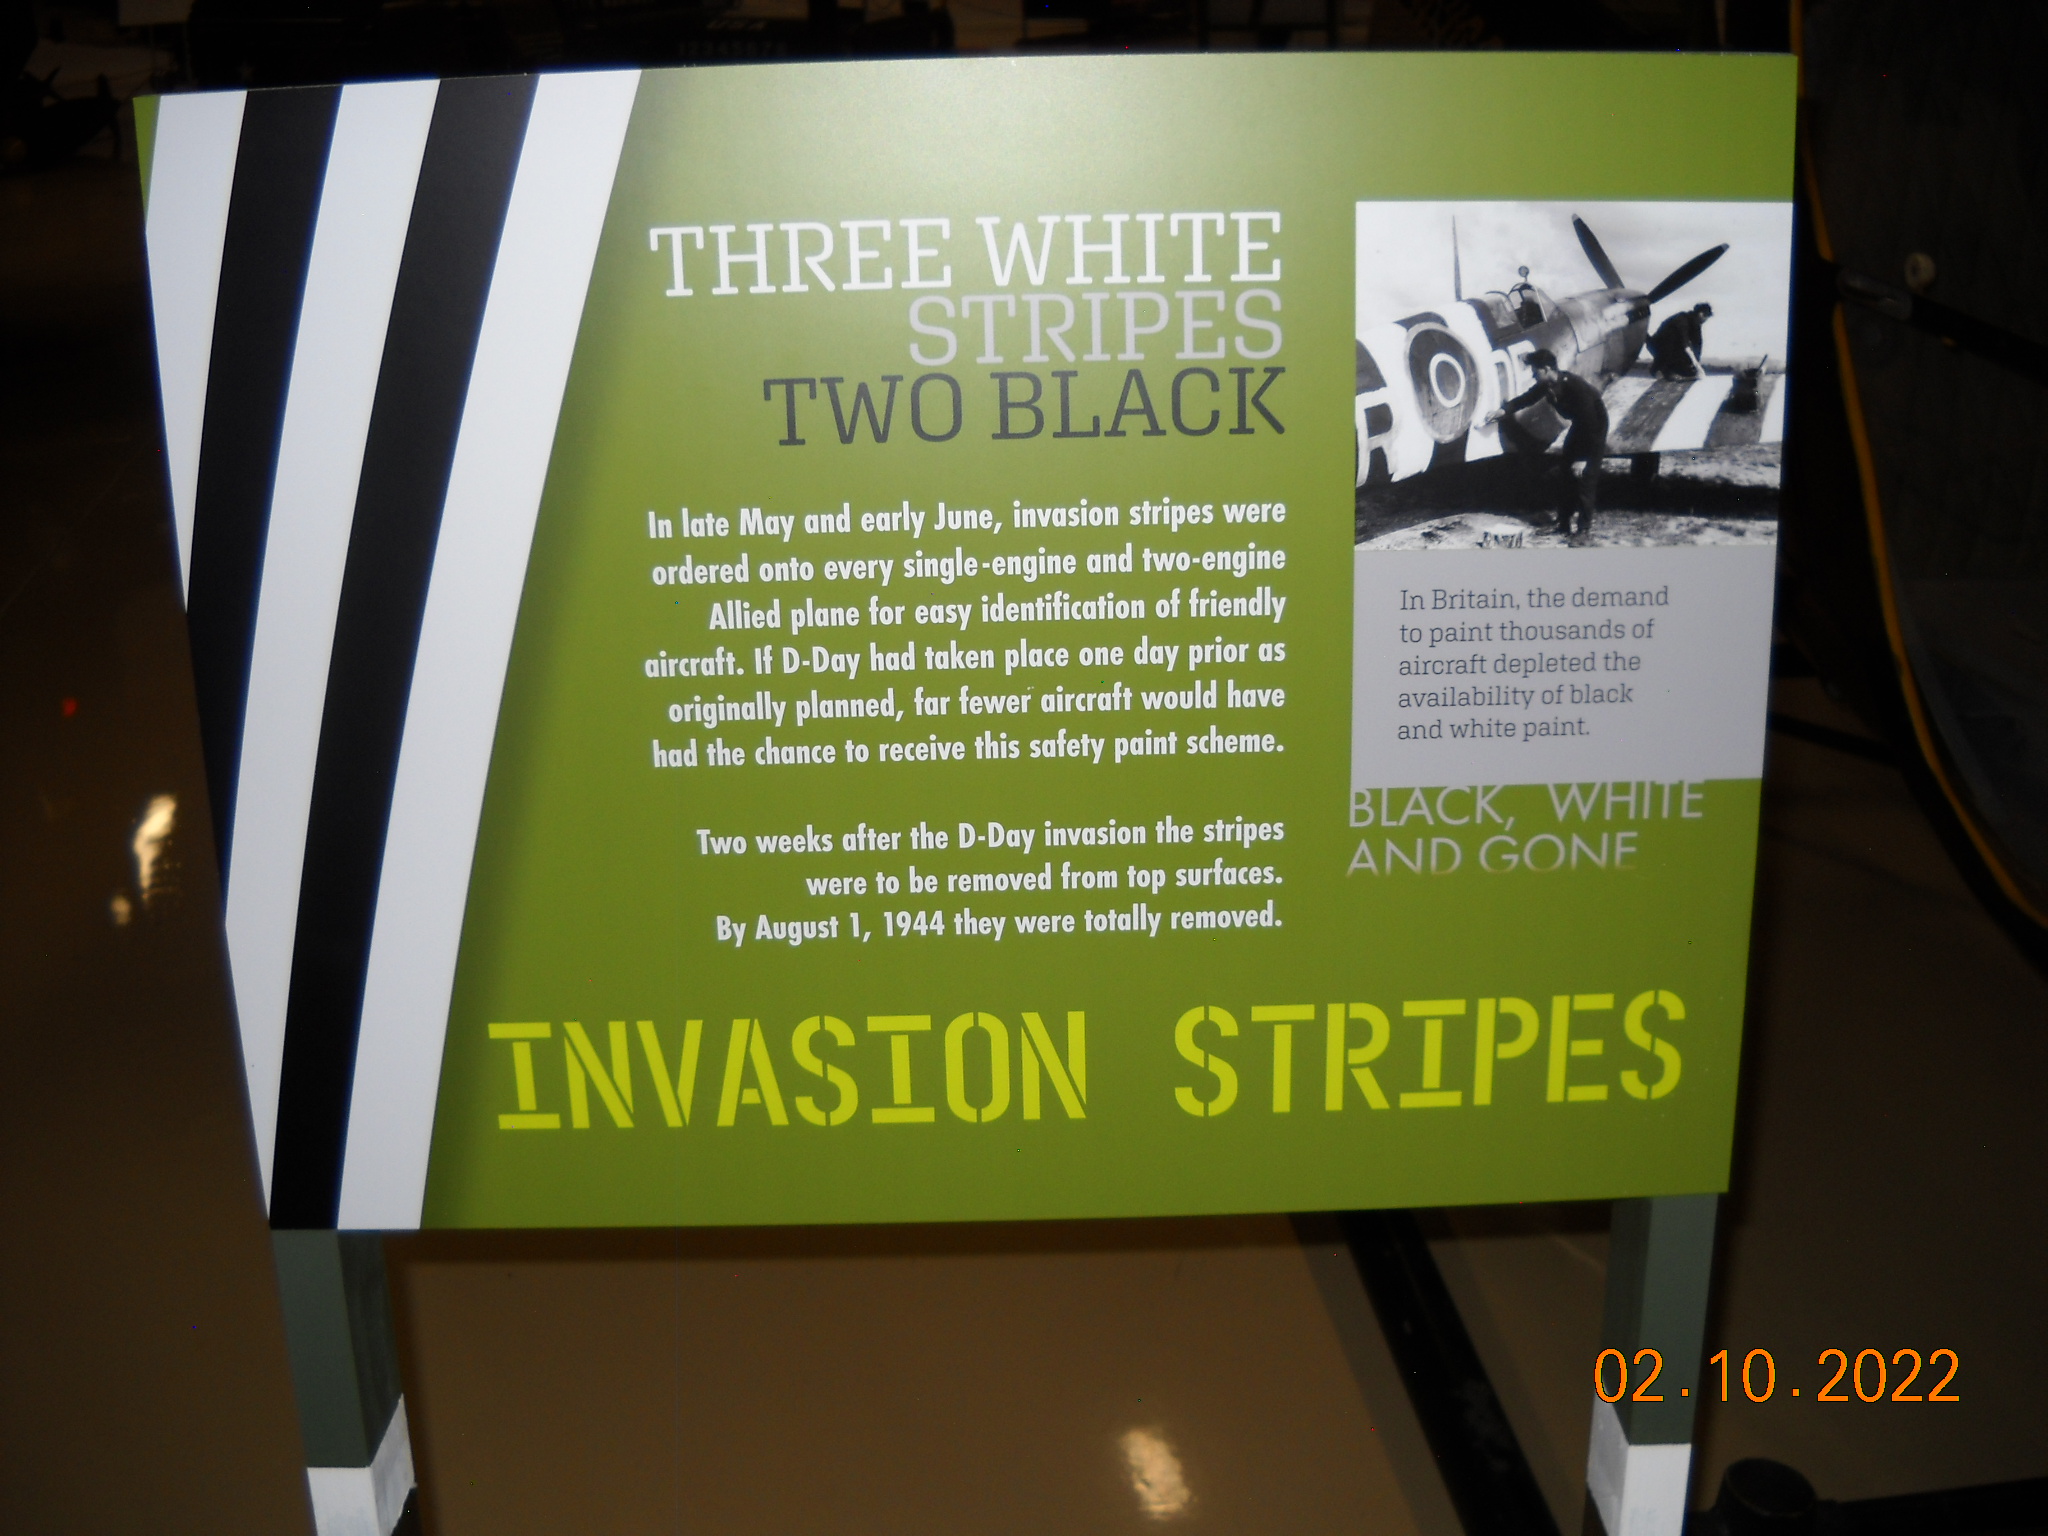 THREE WHITE
STRIPES
TWO BLACK
In late May and early June, invasion stripes were
ordered onto every single-engine and two-engine
Allied plane for easy identification of friendly
aircraft. If D-Day had taken place one day prior as
originally planned, far fewer aircraft would have
had the chance to receive this safety paint scheme.
Two weeks after the D-Day invasion the stripes
were to be removed from top surfaces.
By August 1, 1944 they were totally removed.
In Britain, the demand
to paint thousands of
aircraft depleted the
availability of black
and white paint.
BLACK, WHITE
AND GONE
INVASION STRIPES
02.10.2022